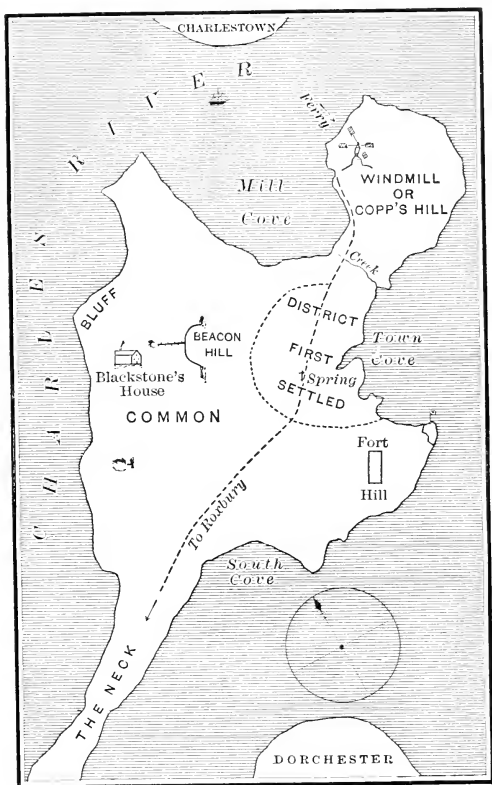 CHARLESTOWN
CHARLES RIVER
Ferry
Mill
Cove
WINDMILL
OR
COPP'S HILL
Creek
BLUFF
DISTRICT
FIRST
SETTLED
Town
Cove
BEACON
HILL
Spring
Blackstone's
House
COMMON
Fort
Hill
To Roxbury
South
Cove
THE NECK
DORCHESTER